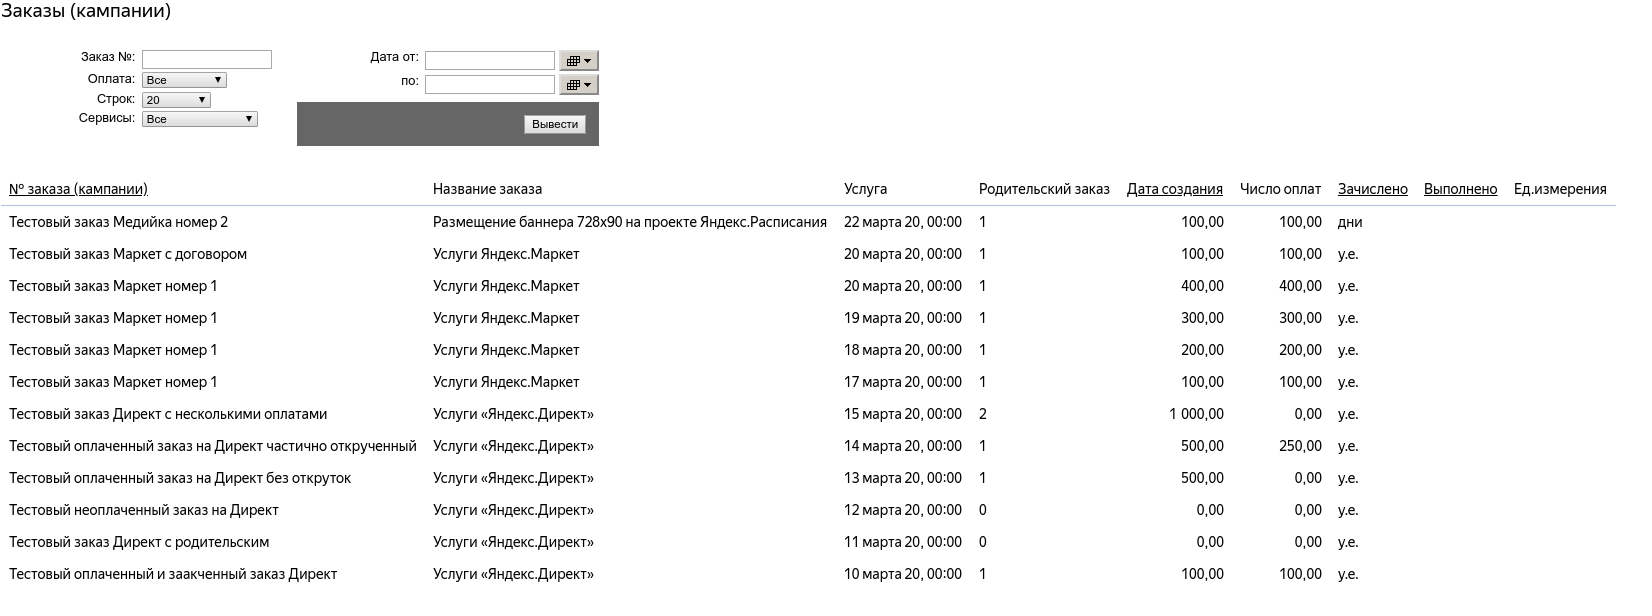 Заказы (кампании)
Заказ №: Дата от:
Оплата: Все по:
Строк: 20
Сервисы: Все Вывести
№ заказа (кампании) Название заказа Услуга Родительский заказ Дата создания Число оплат Зачислено Выполнено Ед.измерения
Тестовый заказ Медийка номер 2 Размещение баннера 728x90 на проекте Яндекс.Расписания 22 марта 20, 00:00 1 100,00 100,00 дни
Тестовый заказ Маркет с договором Услуги Яндекс.Маркет 20 марта 20, 00:00 1 100,00 100,00 у.е.
Тестовый заказ Маркет номер 1 Услуги Яндекс.Маркет 20 марта 20, 00:00 1 400,00 400,00 у.е.
Тестовый заказ Маркет номер 1 Услуги Яндекс.Маркет 19 марта 20, 00:00 1 300,00 300,00 у.е.
Тестовый заказ Маркет номер 1 Услуги Яндекс.Маркет 18 марта 20, 00:00 1 200,00 200,00 у.е.
Тестовый заказ Маркет номер 1 Услуги Яндекс.Маркет 17 марта 20, 00:00 1 100,00 100,00 у.е.
Тестовый заказ Директ с несколькими оплатами Услуги «Яндекс.Директ» 15 марта 20, 00:00 2 1 000,00 0,00 у.е.
Тестовый оплаченный заказ на Директ частично открученный Услуги «Яндекс.Директ» 14 марта 20, 00:00 1 500,00 250,00 у.е.
Тестовый оплаченный заказ на Директ без откруток Услуги «Яндекс.Директ» 13 марта 20, 00:00 1 500,00 0,00 у.е.
Тестовый неоплаченный заказ на Директ Услуги «Яндекс.Директ» 12 марта 20, 00:00 0 0,00 0,00 у.е.
Тестовый заказ Директ с родительским Услуги «Яндекс.Директ» 11 марта 20, 00:00 0 0,00 0,00 у.е.
Тестовый оплаченный и заакченный заказ Директ Услуги «Яндекс.Директ» 10 марта 20, 00:00 1 100,00 100,00 у.е.